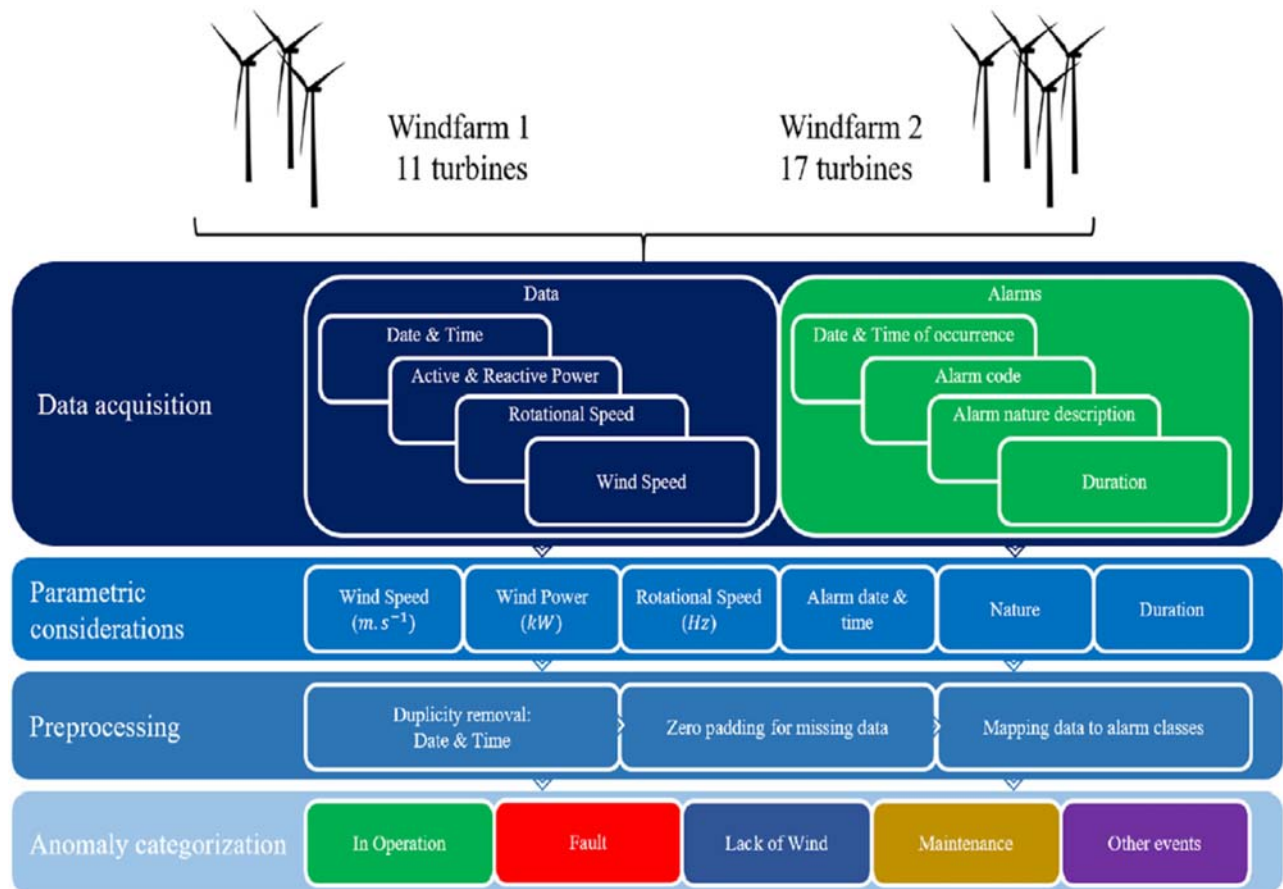 Windfarm 1
11 turbines
Windfarm 2
17 turbines
Data acquisition
Data
Date & Time
Active & Reactive Power
Rotational Speed
Wind Speed
Alarms
Date & Time of occurrence
Alarm code
Alarm nature description
Duration
Parametric
considerations
Wind Speed
(m.s⁻¹)
Wind Power
(kW)
Rotational Speed
(Hz)
Alarm date &
time
Nature
Duration
Preprocessing
Duplicity removal:
Date & Time
Zero padding for missing data
Mapping data to alarm classes
Anomaly categorization
In Operation
Fault
Lack of Wind
Maintenance
Other events